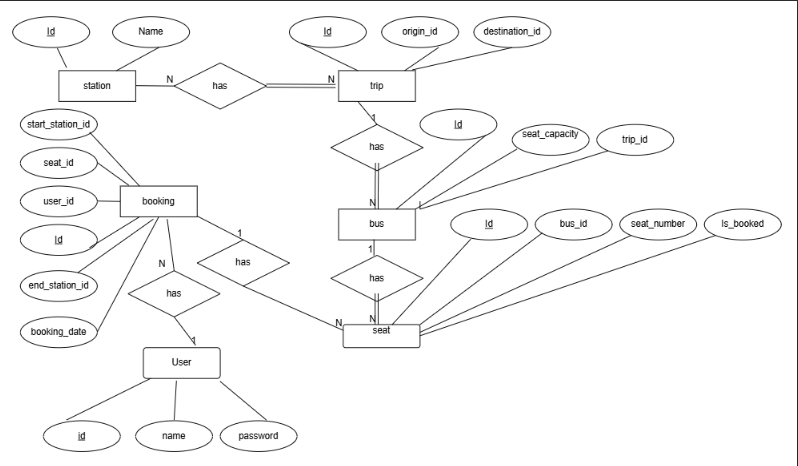 Id
Name
Id
origin_id
destination_id
station
N
has
N
trip
start_station_id
1
Id
seat_capacity
trip_id
seat_id
has
user_id
booking
N
Id
bus
Id
bus_id
seat_number
Is_booked
1
1
end_station_id
N
has
has
has
booking_date
N
N
seat
1
User
id
name
password